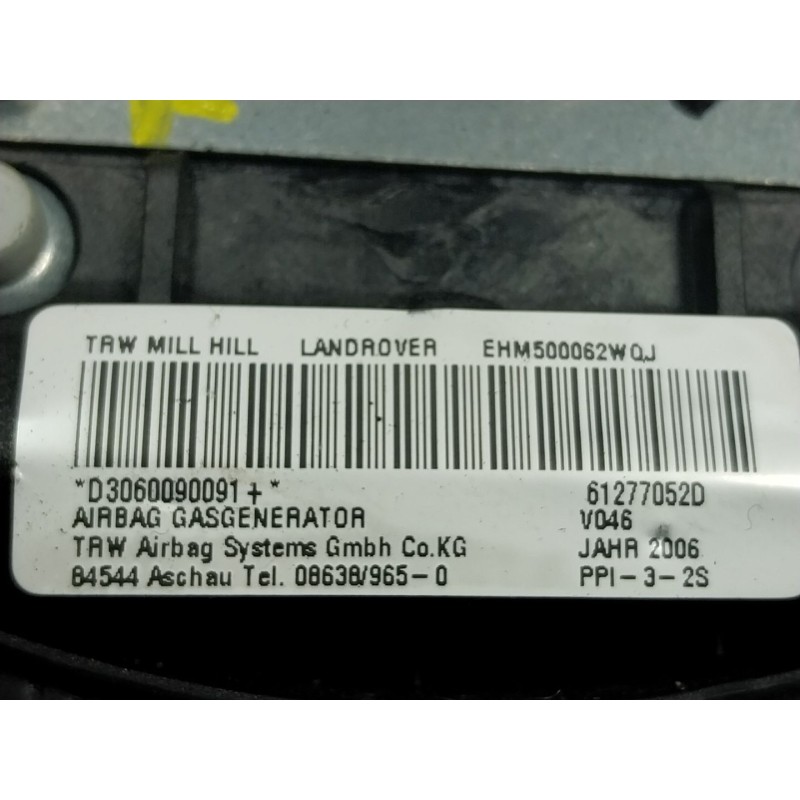 TRW MILL HILL LANDROVER EHM500062WQJ
*D3060090091+* 61277052D
AIRBAG GASGENERATOR V046
TRW Airbag Systems Gmbh Co.KG JAHR 2006
84544 Aschau Tel. 08638/965-0 PPI-3-2S